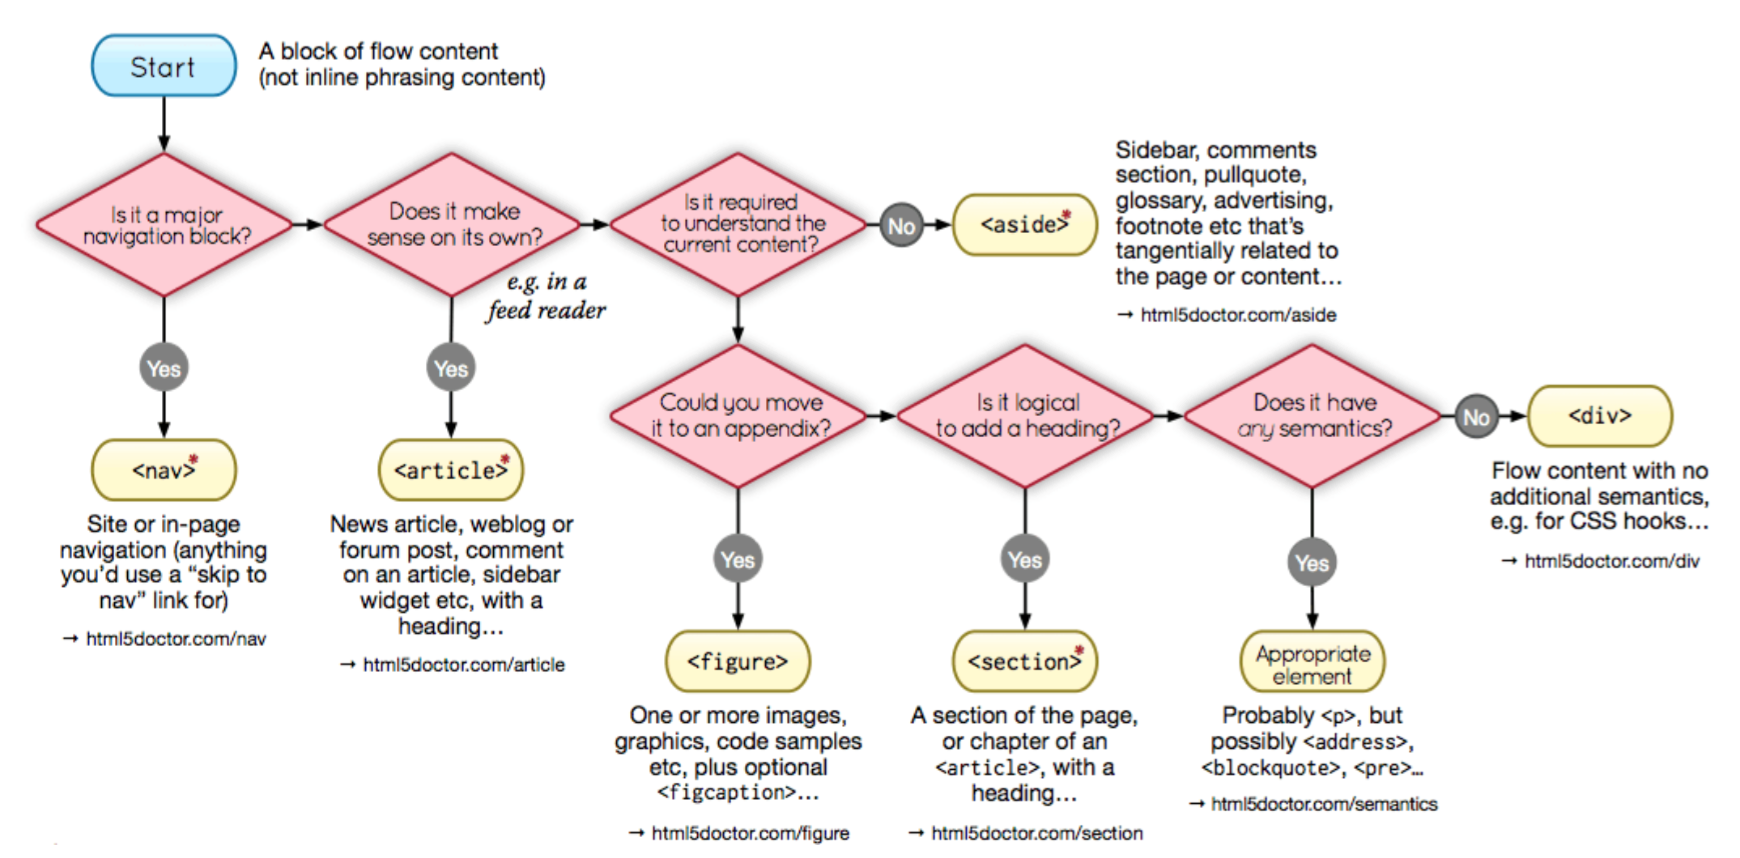 Start
A block of flow content
(not inline phrasing content)
Is it a major
navigation block?
Does it make
sense on its own?
e.g. in a
feed reader
Is it required
to understand the
current content?
No
<aside>*
Sidebar, comments
section, pullquote,
glossary, advertising,
footnote etc that's
tangentially related to
the page or content…
→ html5doctor.com/aside
Yes
<nav>*
Site or in-page
navigation (anything
you'd use a “skip to
nav” link for)
→ html5doctor.com/nav
Yes
<article>*
News article, weblog or
forum post, comment
on an article, sidebar
widget etc, with a
heading…
→ html5doctor.com/article
Could you move
it to an appendix?
Is it logical
to add a heading?
Does it have
any semantics?
No
<div>
Flow content with no
additional semantics,
e.g. for CSS hooks…
→ html5doctor.com/div
Yes
<figure>
One or more images,
graphics, code samples
etc, plus optional
<figcaption>…
→ html5doctor.com/figure
Yes
<section>*
A section of the page,
or chapter of an
<article>, with a
heading…
→ html5doctor.com/section
Yes
Appropriate
element
Probably <p>, but
possibly <address>,
<blockquote>, <pre>…
→ html5doctor.com/semantics